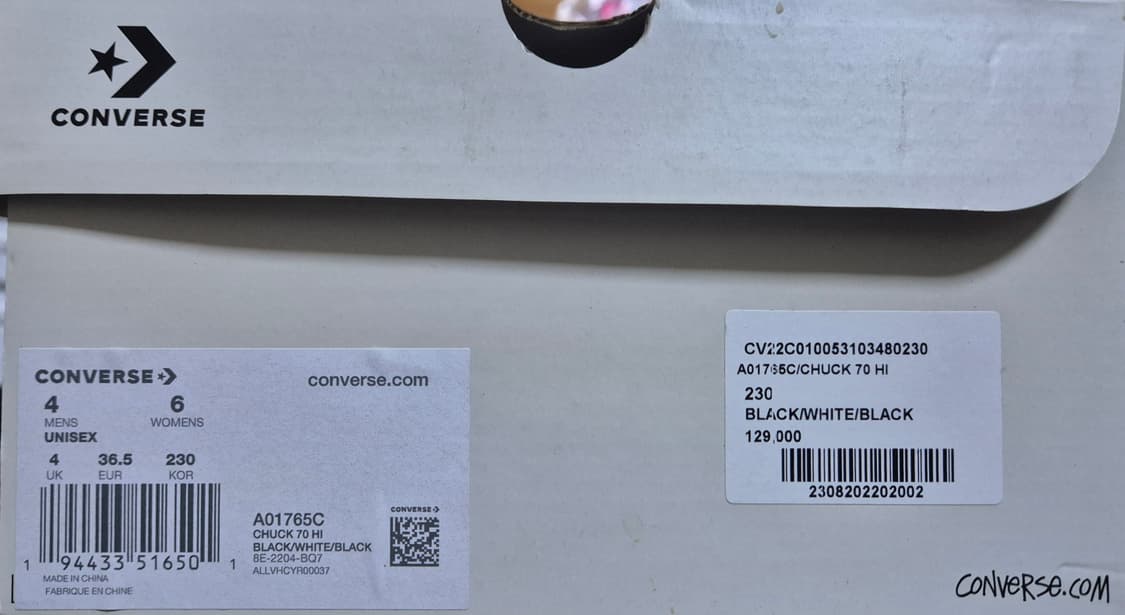 CONVERSE
CONVERSE
converse.com
4 6
MENS WOMENS
UNISEX
4 36.5 230
UK EUR KOR
1 94433 51650 1
MADE IN CHINA
FABRIQUE EN CHINE
CONVERSE
A01765C
CHUCK 70 HI
BLACK/WHITE/BLACK
8E-2204-BQ7
ALLVHCYR00037
CV22C010053103480230
A01765C/CHUCK 70 HI
230
BLACK/WHITE/BLACK
129,000
2308202202002
CONVERSE.COM